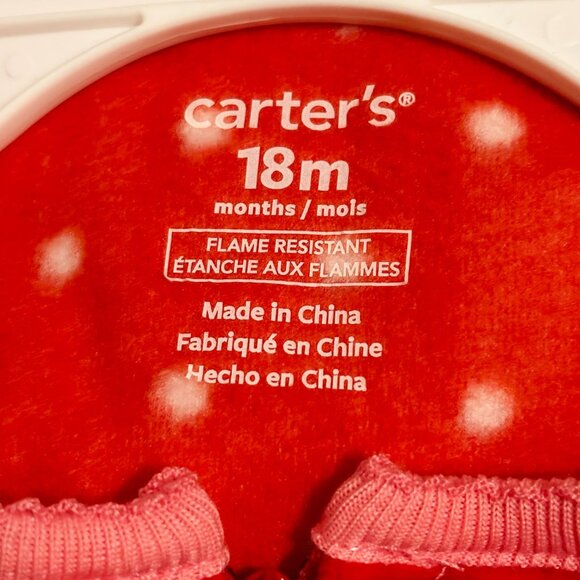 carter's®
18m
months / mois
FLAME RESISTANT
ÉTANCHE AUX FLAMMES
Made in China
Fabriqué en Chine
Hecho en China